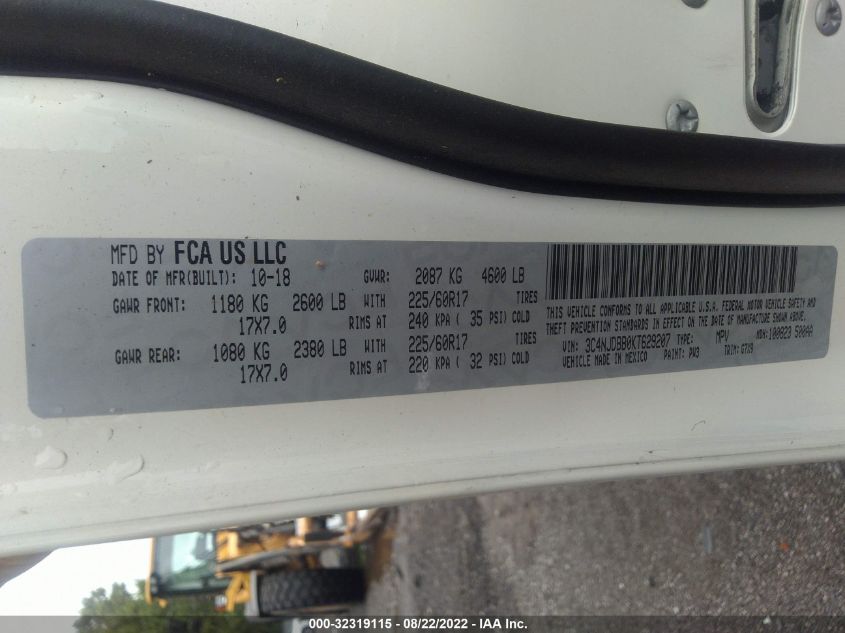 MFD BY FCA US LLC
DATE OF MFR(BUILT): 10-18 GVWR: 2087 KG 4600 LB
GAWR FRONT: 1180 KG 2600 LB WITH 225/60R17 TIRES
17X7.0 RIMS AT 240 KPA ( 35 PSI) COLD
GAWR REAR: 1080 KG 2380 LB WITH 225/60R17 TIRES
17X7.0 RIMS AT 220 KPA ( 32 PSI) COLD
THIS VEHICLE CONFORMS TO ALL APPLICABLE U.S.A. FEDERAL MOTOR VEHICLE SAFETY AND
THEFT PREVENTION STANDARDS IN EFFECT ON THE DATE OF MANUFACTURE SHOWN ABOVE
VIN: 3C4NJDBB0KT629207 TYPE: MPV MDH:100823 500AA
VEHICLE MADE IN MEXICO PAINT: PW3 TRIM:
000-32319115 - 08/22/2022 - IAA Inc.